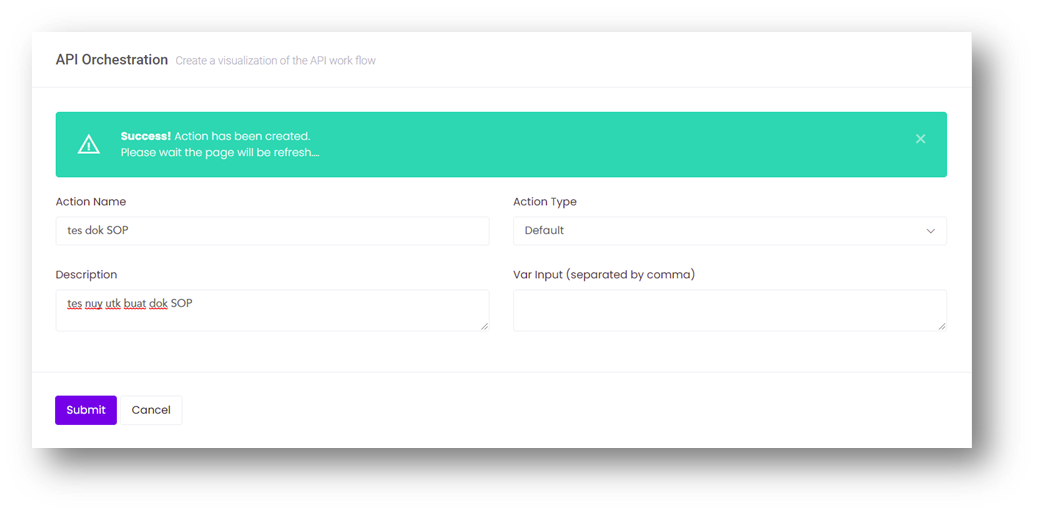 API Orchestration Create a visualization of the API work flow
Success! Action has been created.
Please wait the page will be refresh....
Action Name
Action Type
tes dok SOP
Default
Description
Var Input (separated by comma)
tes nuy utk buat dok SOP
Submit
Cancel